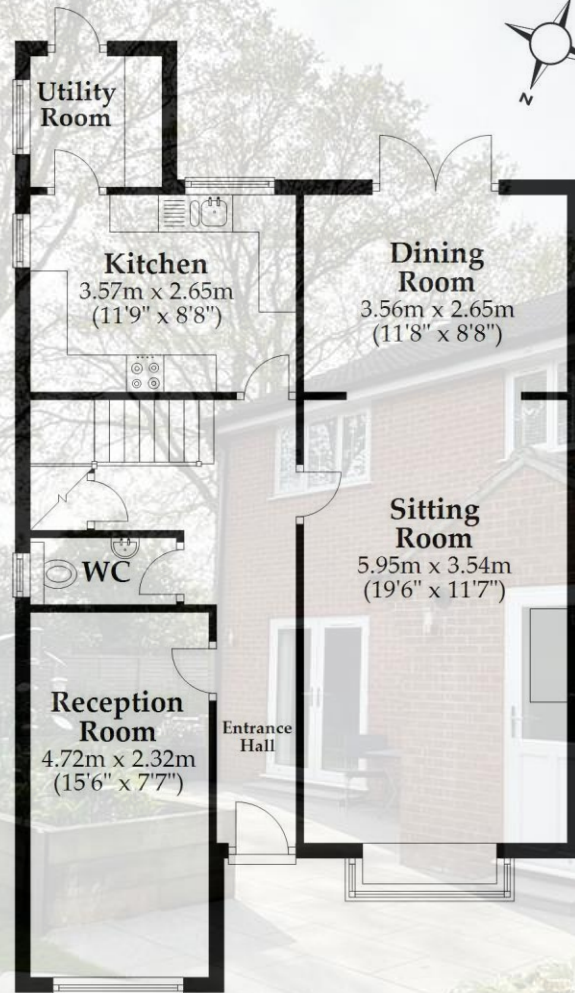 N
Utility
Room
Kitchen
3.57m x 2.65m
(11'9" x 8'8")
Dining
Room
3.56m x 2.65m
(11'8" x 8'8")
Sitting
Room
5.95m x 3.54m
(19'6" x 11'7")
WC
Reception
Room
4.72m x 2.32m
(15'6" x 7'7")
Entrance
Hall